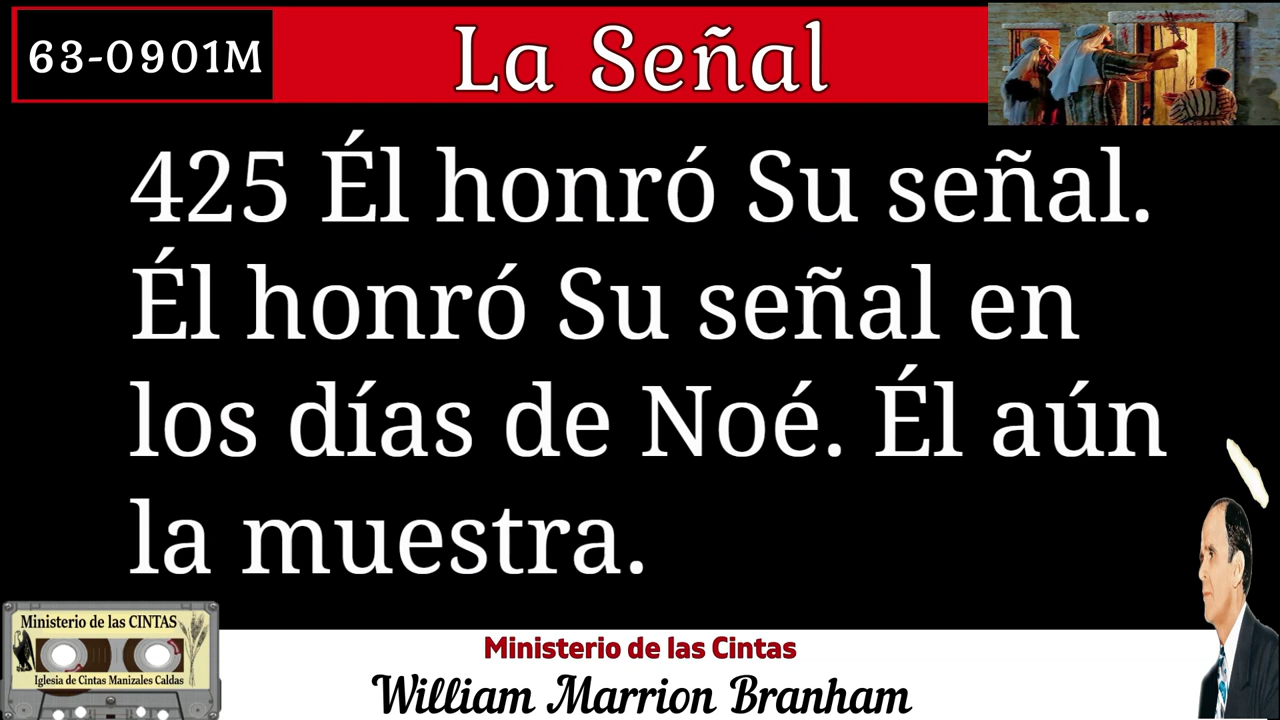 63-0901M
La Señal
425 Él honró Su señal.
Él honró Su señal en
los días de Noé. Él aún
la muestra.
Ministerio de las CINTAS
Iglesia de Cintas Manizales Caldas
Ministerio de las Cintas
William Marrion Branham